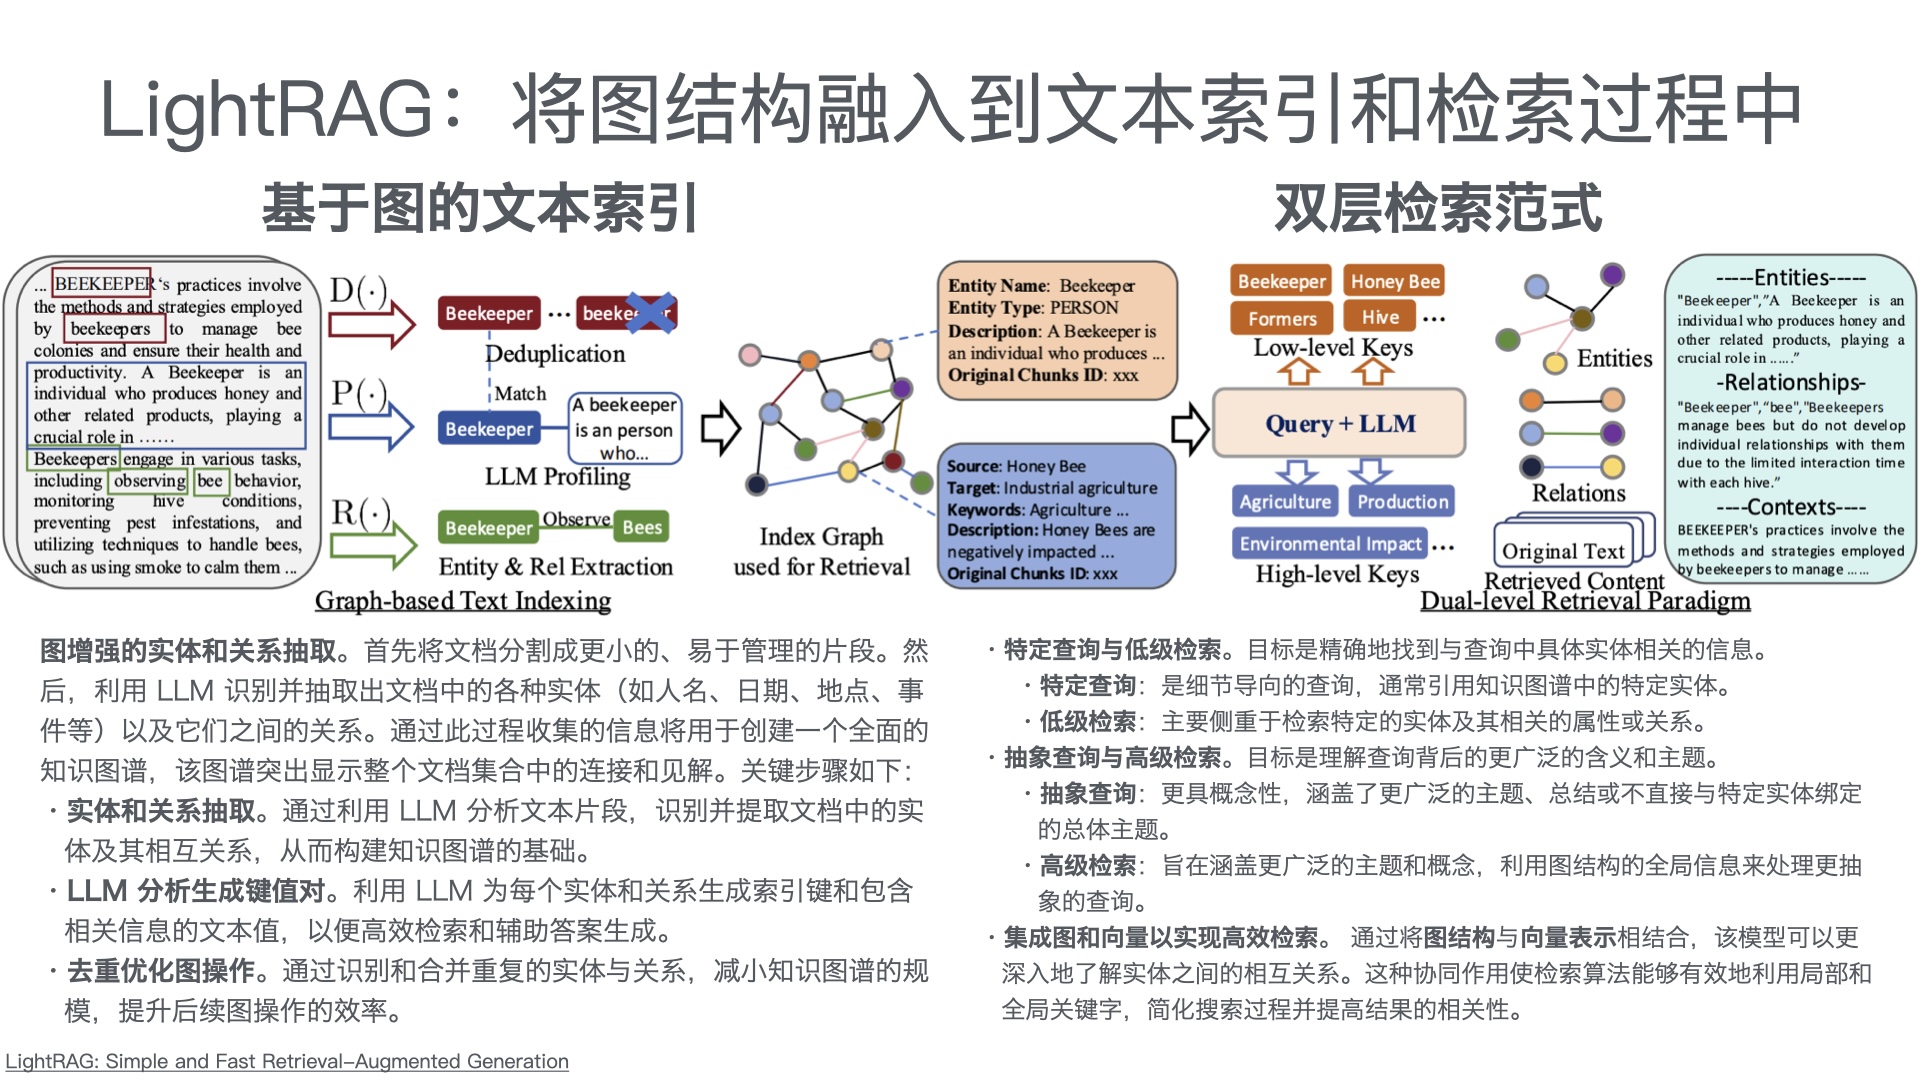 LightRAG：将图结构融入到文本索引和检索过程中
基于图的文本索引
... BEEKEEPER‘s practices involve
the methods and strategies employed
by beekeepers to manage bee
colonies and ensure their health and
productivity. A Beekeeper is an
individual who produces honey and
other related products, playing a
crucial role in ……
Beekeepers engage in various tasks,
including observing bee behavior,
monitoring hive conditions,
preventing pest infestations, and
utilizing techniques to handle bees,
such as using smoke to calm them ...
D(·)
Beekeeper ... beekeeper
Deduplication
Match
P(·)
Beekeeper
A beekeeper
is an person
who...
LLM Profiling
R(·)
Beekeeper Observe Bees
Entity & Rel Extraction
Graph-based Text Indexing
Index Graph
used for Retrieval
Entity Name: Beekeeper
Entity Type: PERSON
Description: A Beekeeper is
an individual who produces ...
Original Chunks ID: xxx
Source: Honey Bee
Target: Industrial agriculture
Keywords: Agriculture ...
Description: Honey Bees are
negatively impacted ...
Original Chunks ID: xxx
双层检索范式
Beekeeper Honey Bee
Formers Hive ...
Low-level Keys
Query + LLM
Agriculture Production
Environmental Impact ...
High-level Keys
Entities
Relations
Original Text
Retrieved Content
Dual-level Retrieval Paradigm
-----Entities-----
"Beekeeper","A Beekeeper is an
individual who produces honey and
other related products, playing a
crucial role in ......"
-Relationships-
"Beekeeper","bee","Beekeepers
manage bees but do not develop
individual relationships with them
due to the limited interaction time
with each hive."
----Contexts----
BEEKEEPER's practices involve the
methods and strategies employed
by beekeepers to manage ......
图增强的实体和关系抽取。首先将文档分割成更小的、易于管理的片段。然
后，利用 LLM 识别并抽取出文档中的各种实体（如人名、日期、地点、事
件等）以及它们之间的关系。通过此过程收集的信息将用于创建一个全面的
知识图谱，该图谱突出显示整个文档集合中的连接和见解。关键步骤如下：
· 实体和关系抽取。通过利用 LLM 分析文本片段，识别并提取文档中的实
体及其相互关系，从而构建知识图谱的基础。
· LLM 分析生成键值对。利用 LLM 为每个实体和关系生成索引键和包含
相关信息的文本值，以便高效检索和辅助答案生成。
· 去重优化图操作。通过识别和合并重复的实体与关系，减小知识图谱的规
模，提升后续图操作的效率。
· 特定查询与低级检索。目标是精确地找到与查询中具体实体相关的信息。
· 特定查询：是细节导向的查询，通常引用知识图谱中的特定实体。
· 低级检索：主要侧重于检索特定的实体及其相关的属性或关系。
· 抽象查询与高级检索。目标是理解查询背后的更广泛的含义和主题。
· 抽象查询：更具概念性，涵盖了更广泛的主题、总结或不直接与特定实体绑定
的总体主题。
· 高级检索：旨在涵盖更广泛的主题和概念，利用图结构的全局信息来处理更抽
象的查询。
· 集成图和向量以实现高效检索。 通过将图结构与向量表示相结合，该模型可以更
深入地了解实体之间的相互关系。这种协同作用使检索算法能够有效地利用局部和
全局关键字，简化搜索过程并提高结果的相关性。
LightRAG: Simple and Fast Retrieval-Augmented Generation